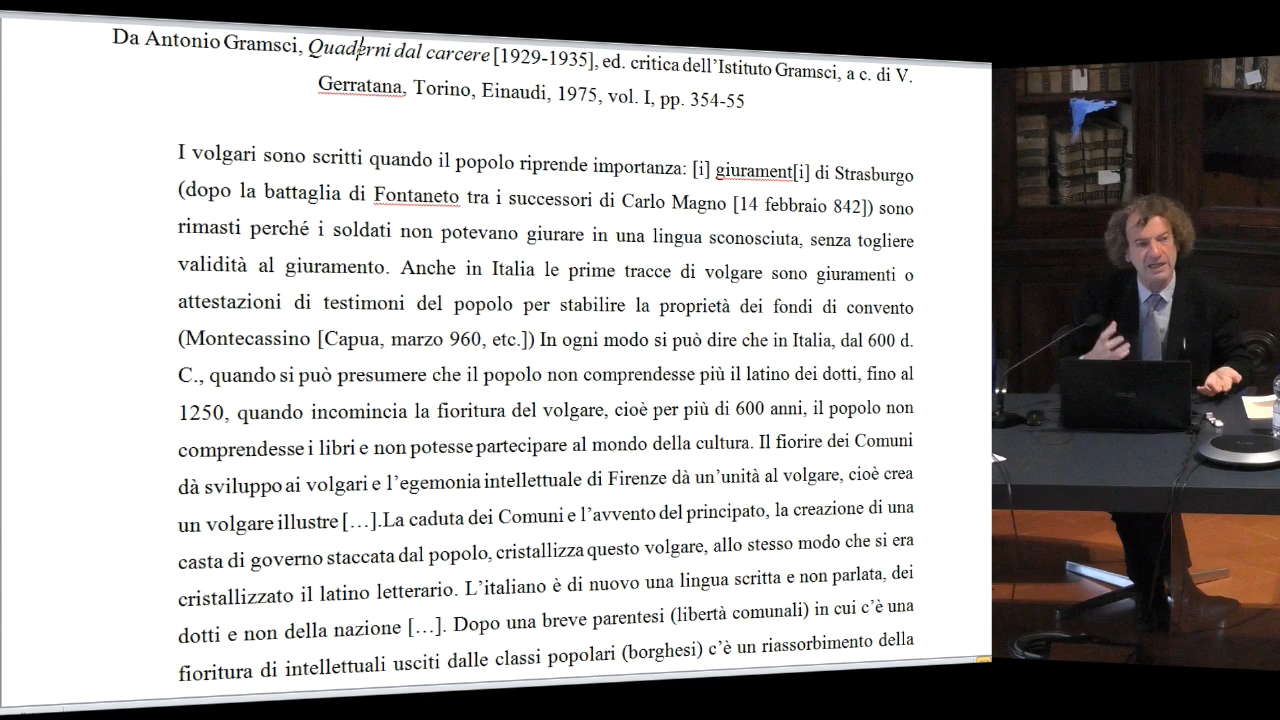 Da Antonio Gramsci, Quaderni dal carcere [1929-1935], ed. critica dell'Istituto Gramsci, a c. di V.
Gerratana, Torino, Einaudi, 1975, vol. I, pp. 354-55
I volgari sono scritti quando il popolo riprende importanza: [i] giurament[i] di Strasburgo
(dopo la battaglia di Fontaneto tra i successori di Carlo Magno [14 febbraio 842]) sono
rimasti perché i soldati non potevano giurare in una lingua sconosciuta, senza togliere
validità al giuramento. Anche in Italia le prime tracce di volgare sono giuramenti o
attestazioni di testimoni del popolo per stabilire la proprietà dei fondi di convento
(Montecassino [Capua, marzo 960, etc.]) In ogni modo si può dire che in Italia, dal 600 d.
C., quando si può presumere che il popolo non comprendesse più il latino dei dotti, fino al
1250, quando incomincia la fioritura del volgare, cioè per più di 600 anni, il popolo non
comprendesse i libri e non potesse partecipare al mondo della cultura. Il fiorire dei Comuni
dà sviluppo ai volgari e l'egemonia intellettuale di Firenze dà un'unità al volgare, cioè crea
un volgare illustre […].La caduta dei Comuni e l'avvento del principato, la creazione di una
casta di governo staccata dal popolo, cristallizza questo volgare, allo stesso modo che si era
cristallizzato il latino letterario. L'italiano è di nuovo una lingua scritta e non parlata, dei
dotti e non della nazione […]. Dopo una breve parentesi (libertà comunali) in cui c'è una
fioritura di intellettuali usciti dalle classi popolari (borghesi) c'è un riassorbimento della